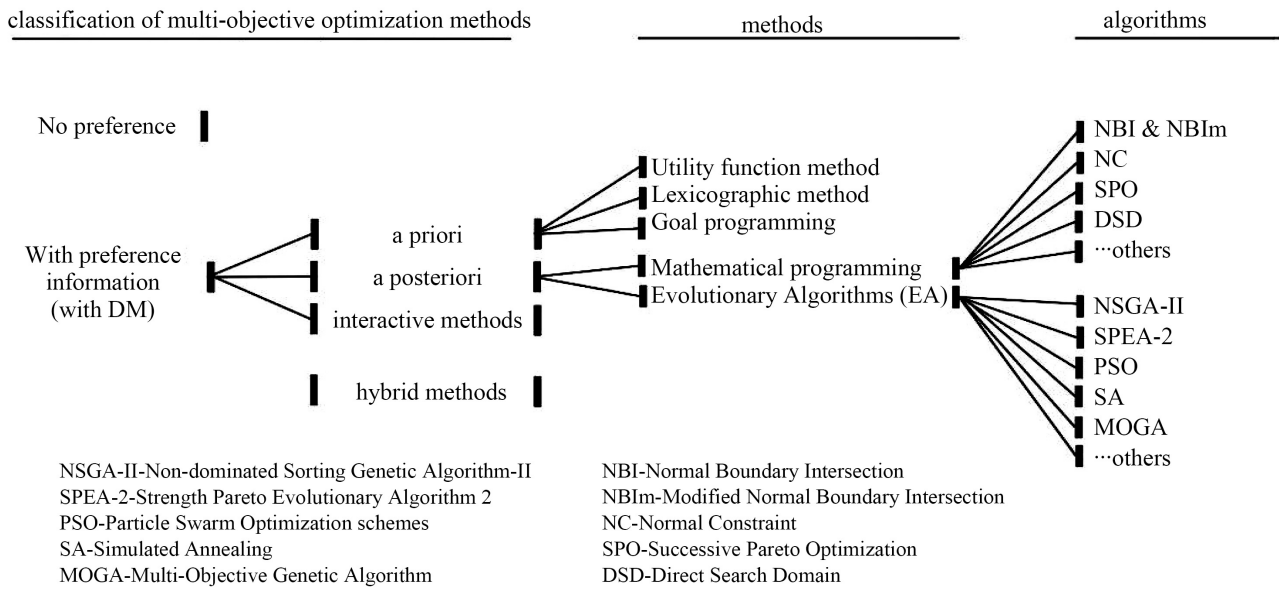 classification of multi-objective optimization methods
methods
algorithms
No preference
With preference
information
(with DM)
a priori
a posteriori
interactive methods
hybrid methods
Utility function method
Lexicographic method
Goal programming
Mathematical programming
Evolutionary Algorithms (EA)
NBI & NBIm
NC
SPO
DSD
···others
NSGA-II
SPEA-2
PSO
SA
MOGA
···others
NSGA-II-Non-dominated Sorting Genetic Algorithm-II
SPEA-2-Strength Pareto Evolutionary Algorithm 2
PSO-Particle Swarm Optimization schemes
SA-Simulated Annealing
MOGA-Multi-Objective Genetic Algorithm
NBI-Normal Boundary Intersection
NBIm-Modified Normal Boundary Intersection
NC-Normal Constraint
SPO-Successive Pareto Optimization
DSD-Direct Search Domain